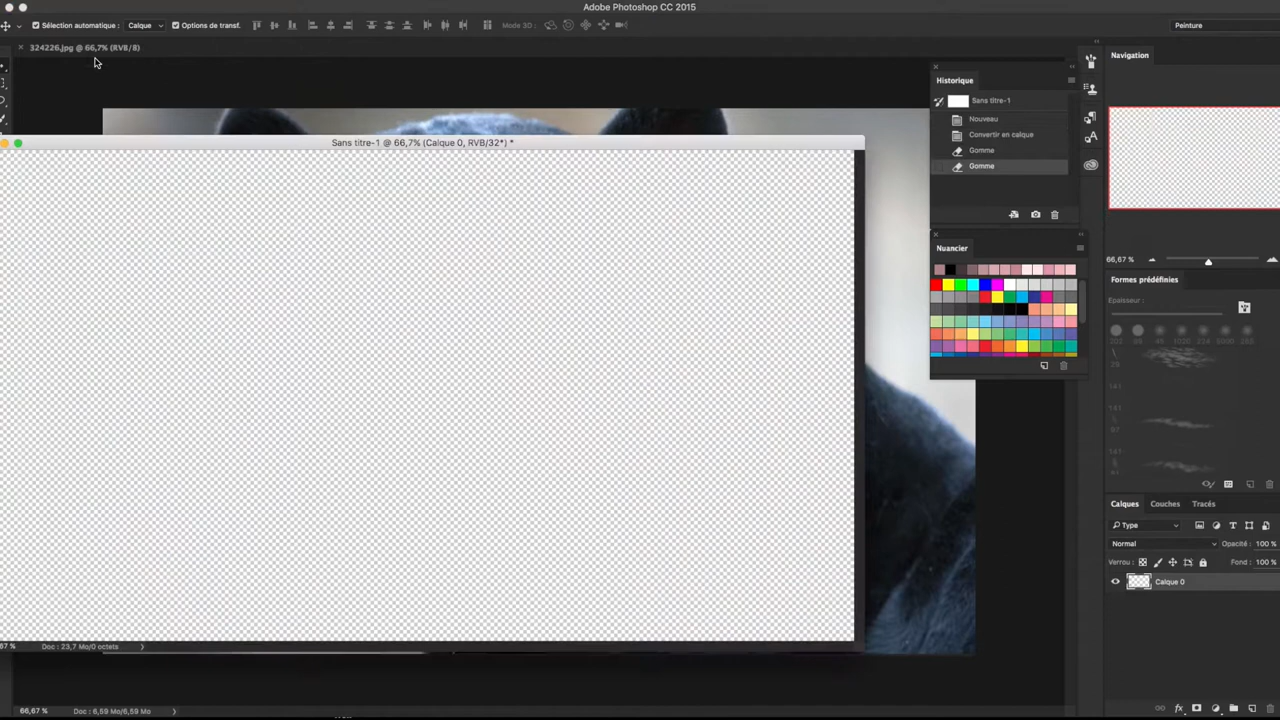 Adobe Photoshop CC 2015
Sélection automatique :
Calque
Options de transf.
Mode 3D :
Peinture
324226.jpg @ 66,7% (RVB/8)
Navigation
Historique
Sans titre-1
Nouveau
Convertir en calque
Gomme
Gomme
Sans titre-1 @ 66,7% (Calque 0, RVB/32*) *
Nuancier
66,67 %
Formes prédéfinies
Epaisseur :
25
141
Calques
Couches
Tracés
Type
Normal
Opacité : 100 %
Verrou :
Fond : 100 %
Calque 0
67 %
Doc : 23,7 Mo/0 octets
66,67 %
Doc : 6,59 Mo/6,59 Mo